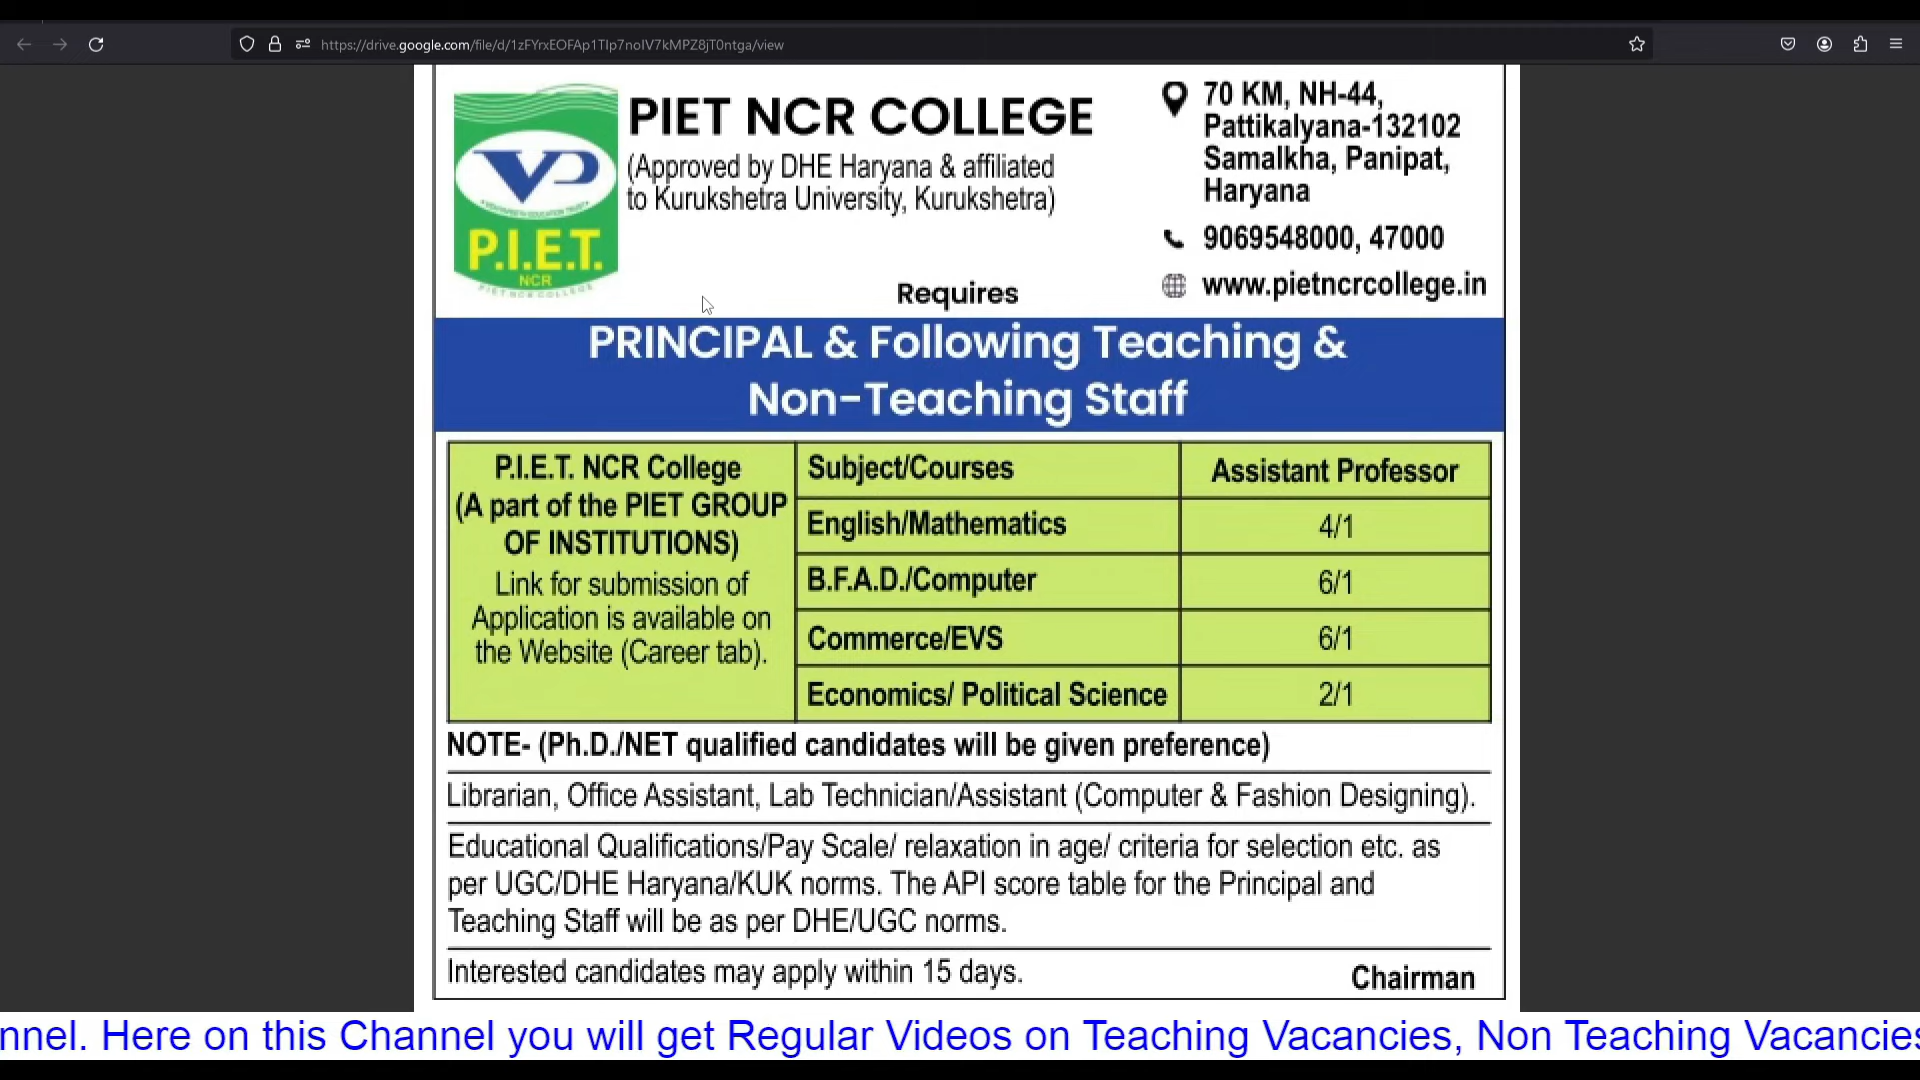 https://drive.google.com/file/d/1zFYrxEOFAp1TIp7noIV7kMPZ8jT0ntga/view
VP
P.I.E.T.
NCR
PIET NCR COLLEGE
PIET NCR COLLEGE
(Approved by DHE Haryana & affiliated
to Kurukshetra University, Kurukshetra)
70 KM, NH-44,
Pattikalyana-132102
Samalkha, Panipat,
Haryana
9069548000, 47000
www.pietncrcollege.in
Requires
PRINCIPAL & Following Teaching &
Non-Teaching Staff
P.I.E.T. NCR College
(A part of the PIET GROUP
OF INSTITUTIONS)
Link for submission of
Application is available on
the Website (Career tab).
Subject/Courses Assistant Professor
English/Mathematics 4/1
B.F.A.D./Computer 6/1
Commerce/EVS 6/1
Economics/ Political Science 2/1
NOTE- (Ph.D./NET qualified candidates will be given preference)
Librarian, Office Assistant, Lab Technician/Assistant (Computer & Fashion Designing).
Educational Qualifications/Pay Scale/ relaxation in age/ criteria for selection etc. as
per UGC/DHE Haryana/KUK norms. The API score table for the Principal and
Teaching Staff will be as per DHE/UGC norms.
Interested candidates may apply within 15 days.
Chairman
nnel. Here on this Channel you will get Regular Videos on Teaching Vacancies, Non Teaching Vacancies